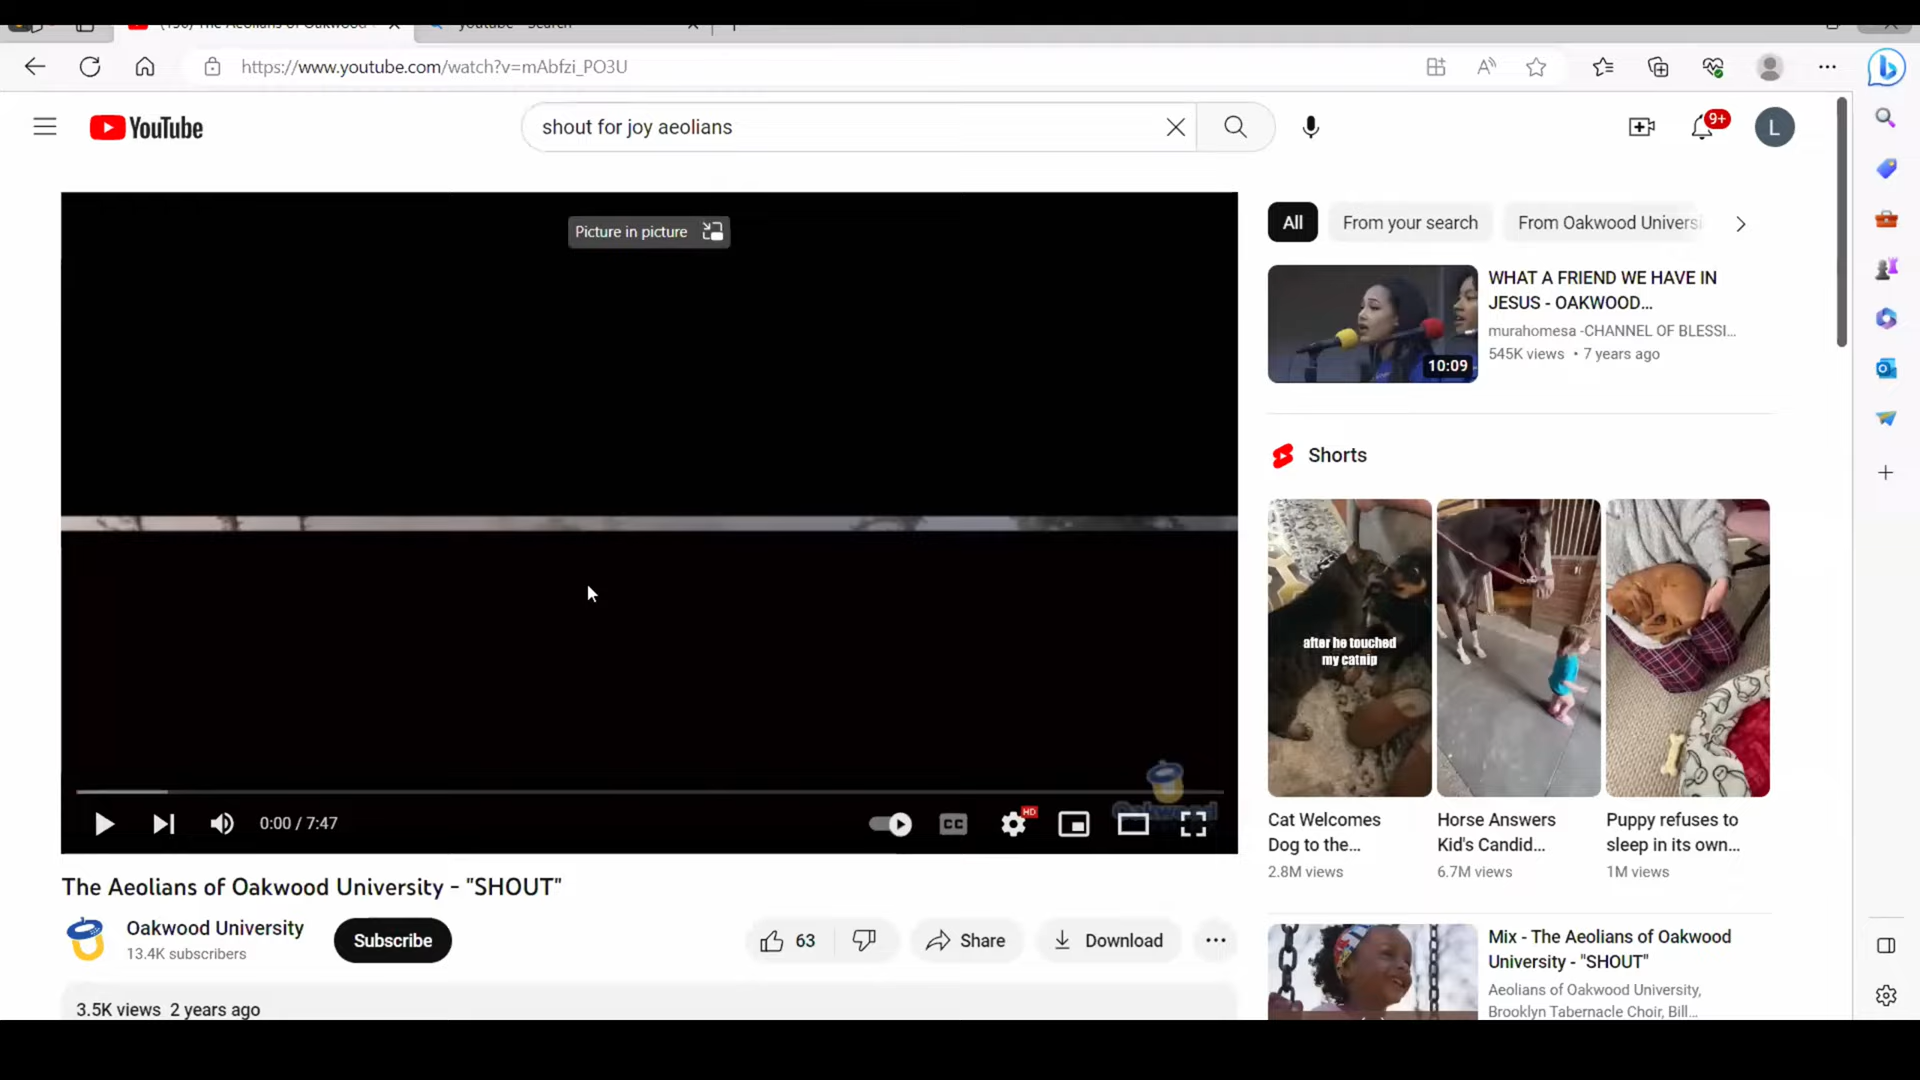 https://www.youtube.com/watch?v=mAbfzi_PO3U
YouTube
shout for joy aeolians
9+
L
Picture in picture
0:00 / 7:47
CC
HD
The Aeolians of Oakwood University - "SHOUT"
Oakwood University
13.4K subscribers
Subscribe
63
Share
Download
3.5K views 2 years ago
All
From your search
From Oakwood Universi
WHAT A FRIEND WE HAVE IN
JESUS - OAKWOOD...
murahomesa -CHANNEL OF BLESSI...
545K views • 7 years ago
10:09
Shorts
after he touched
my catnip
Cat Welcomes
Dog to the...
2.8M views
Horse Answers
Kid's Candid...
6.7M views
Puppy refuses to
sleep in its own...
1M views
Mix - The Aeolians of Oakwood
University - "SHOUT"
Aeolians of Oakwood University,
Brooklyn Tabernacle Choir, Bill...